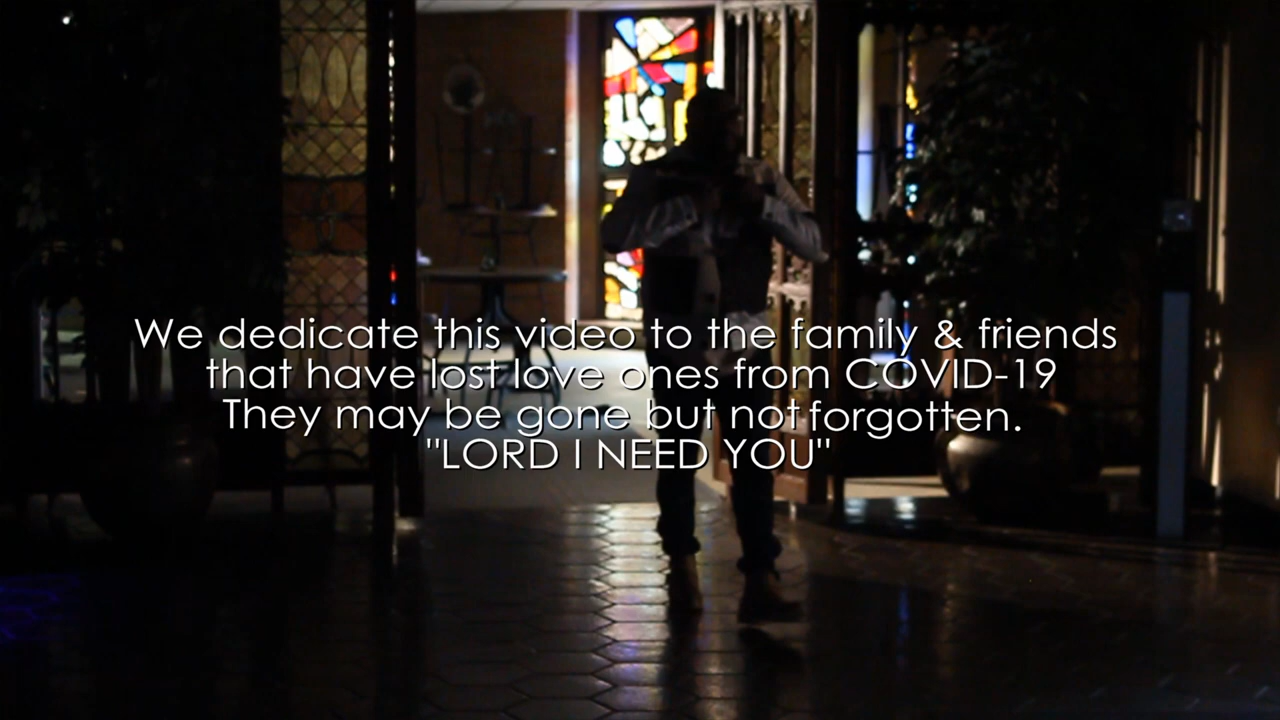 We dedicate this video to the family & friends
that have lost love ones from COVID-19
They may be gone but not forgotten.
"LORD I NEED YOU"